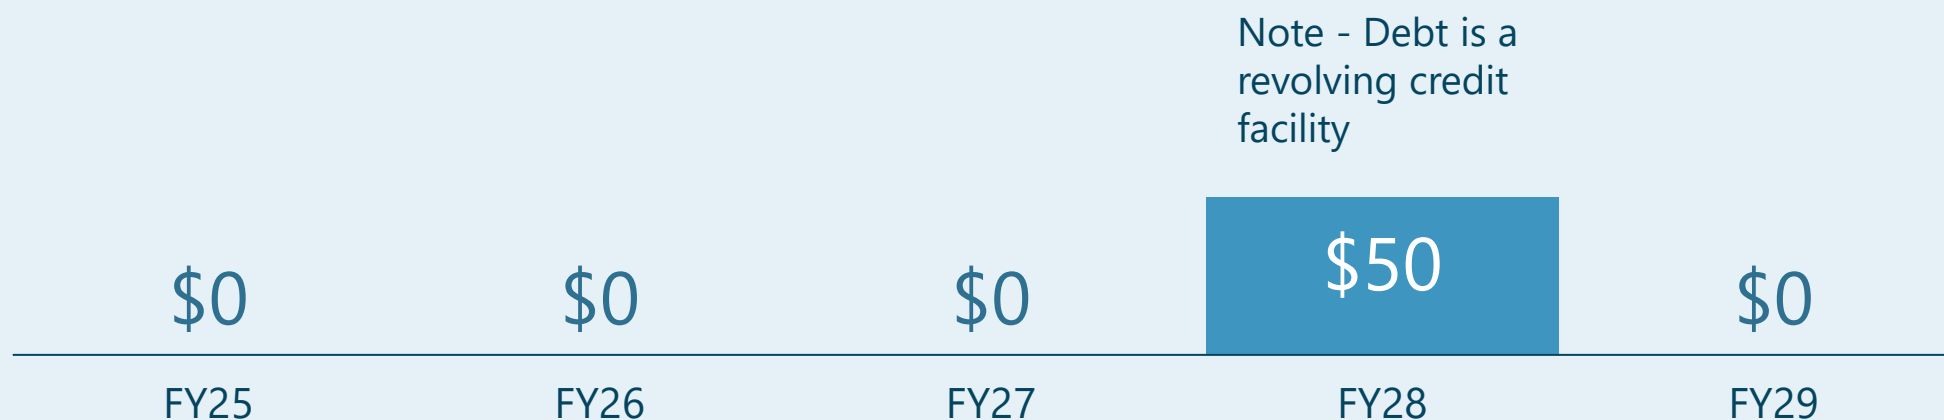 Note - Debt is a
revolving credit
facility
$0
$0
$0
$50
$0
FY25
FY26
FY27
FY28
FY29